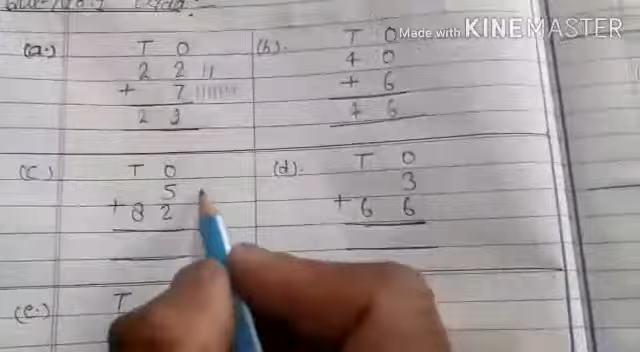 Made with KINEMASTER
(a.) T O
2 2
+ 7
2 9
(b). T O
4 0
+ 6
4 6
(c) T O
5
+ 8 2
(d). T O
3
+ 6 6
(e.) T